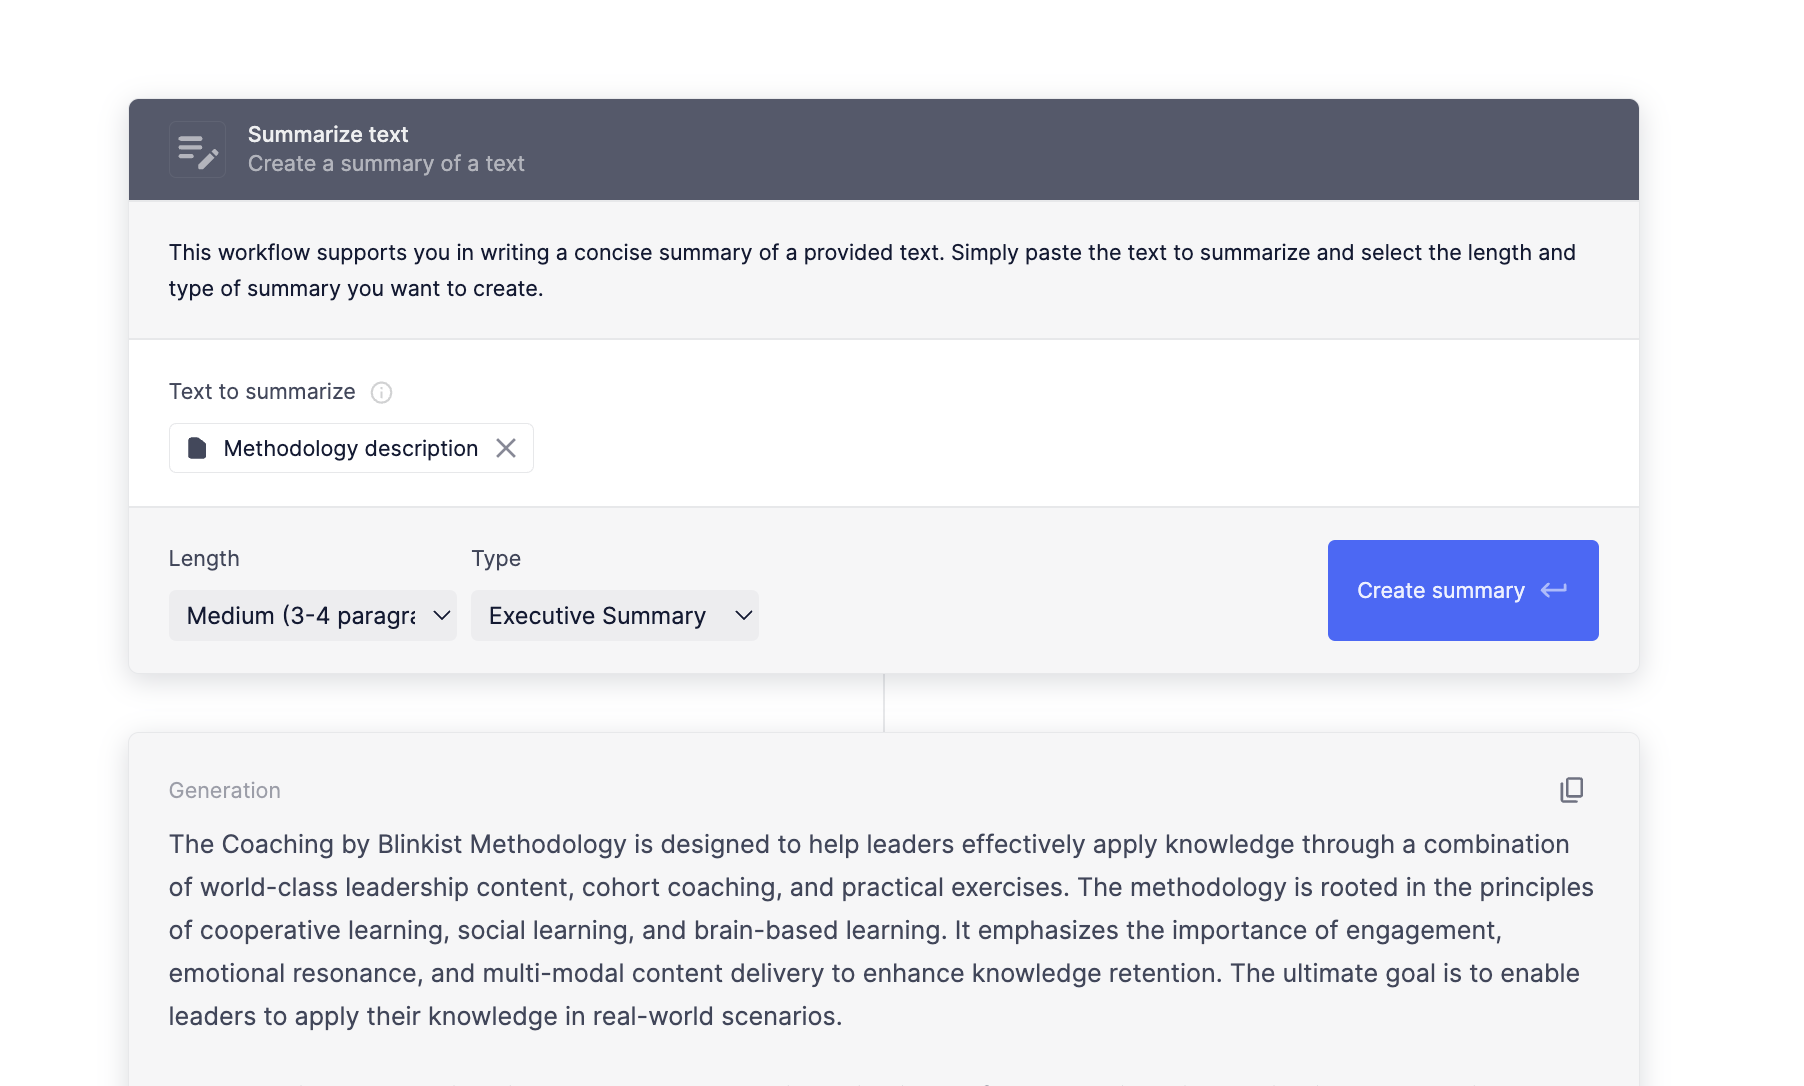 Summarize text
Create a summary of a text
This workflow supports you in writing a concise summary of a provided text. Simply paste the text to summarize and select the length and
type of summary you want to create.
Text to summarize
Methodology description
Length
Type
Medium (3-4 paragra
Executive Summary
Create summary
Generation
The Coaching by Blinkist Methodology is designed to help leaders effectively apply knowledge through a combination
of world-class leadership content, cohort coaching, and practical exercises. The methodology is rooted in the principles
of cooperative learning, social learning, and brain-based learning. It emphasizes the importance of engagement,
emotional resonance, and multi-modal content delivery to enhance knowledge retention. The ultimate goal is to enable
leaders to apply their knowledge in real-world scenarios.